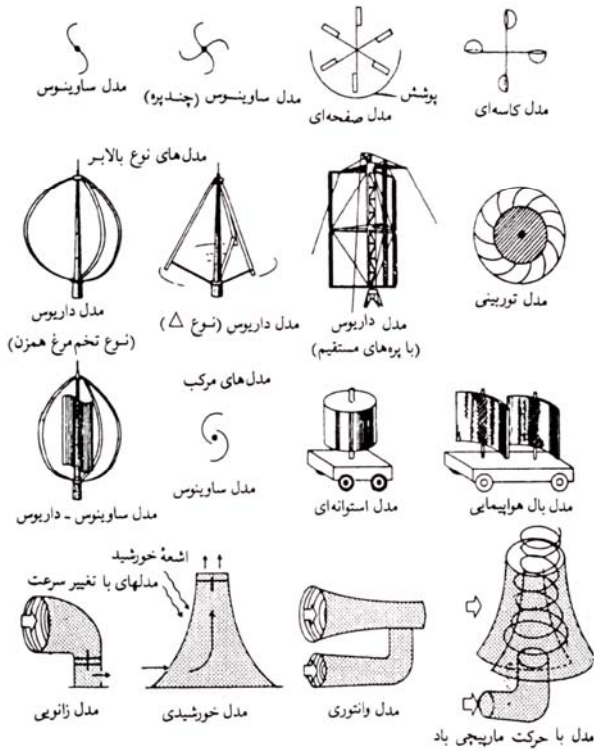 مدل کاسه‌ای
پوشش
مدل صفحه‌ای
مدل ساوینوس (چندپره)
مدل ساوینوس
مدل‌های نوع بالابر
مدل توربینی
مدل داریوس
(با پره‌های مستقیم)
مدل داریوس (نوع △)
مدل داریوس
(نوع تخم مرغ همزن)
مدل‌های مرکب
مدل بال هواپیمایی
مدل استوانه‌ای
مدل ساوینوس
مدل ساوینوس - داریوس
اشعهٔ خورشید
مدلهای با تغییر سرعت
مدل با حرکت مارپیچی باد
مدل وانتوری
مدل خورشیدی
مدل زانویی